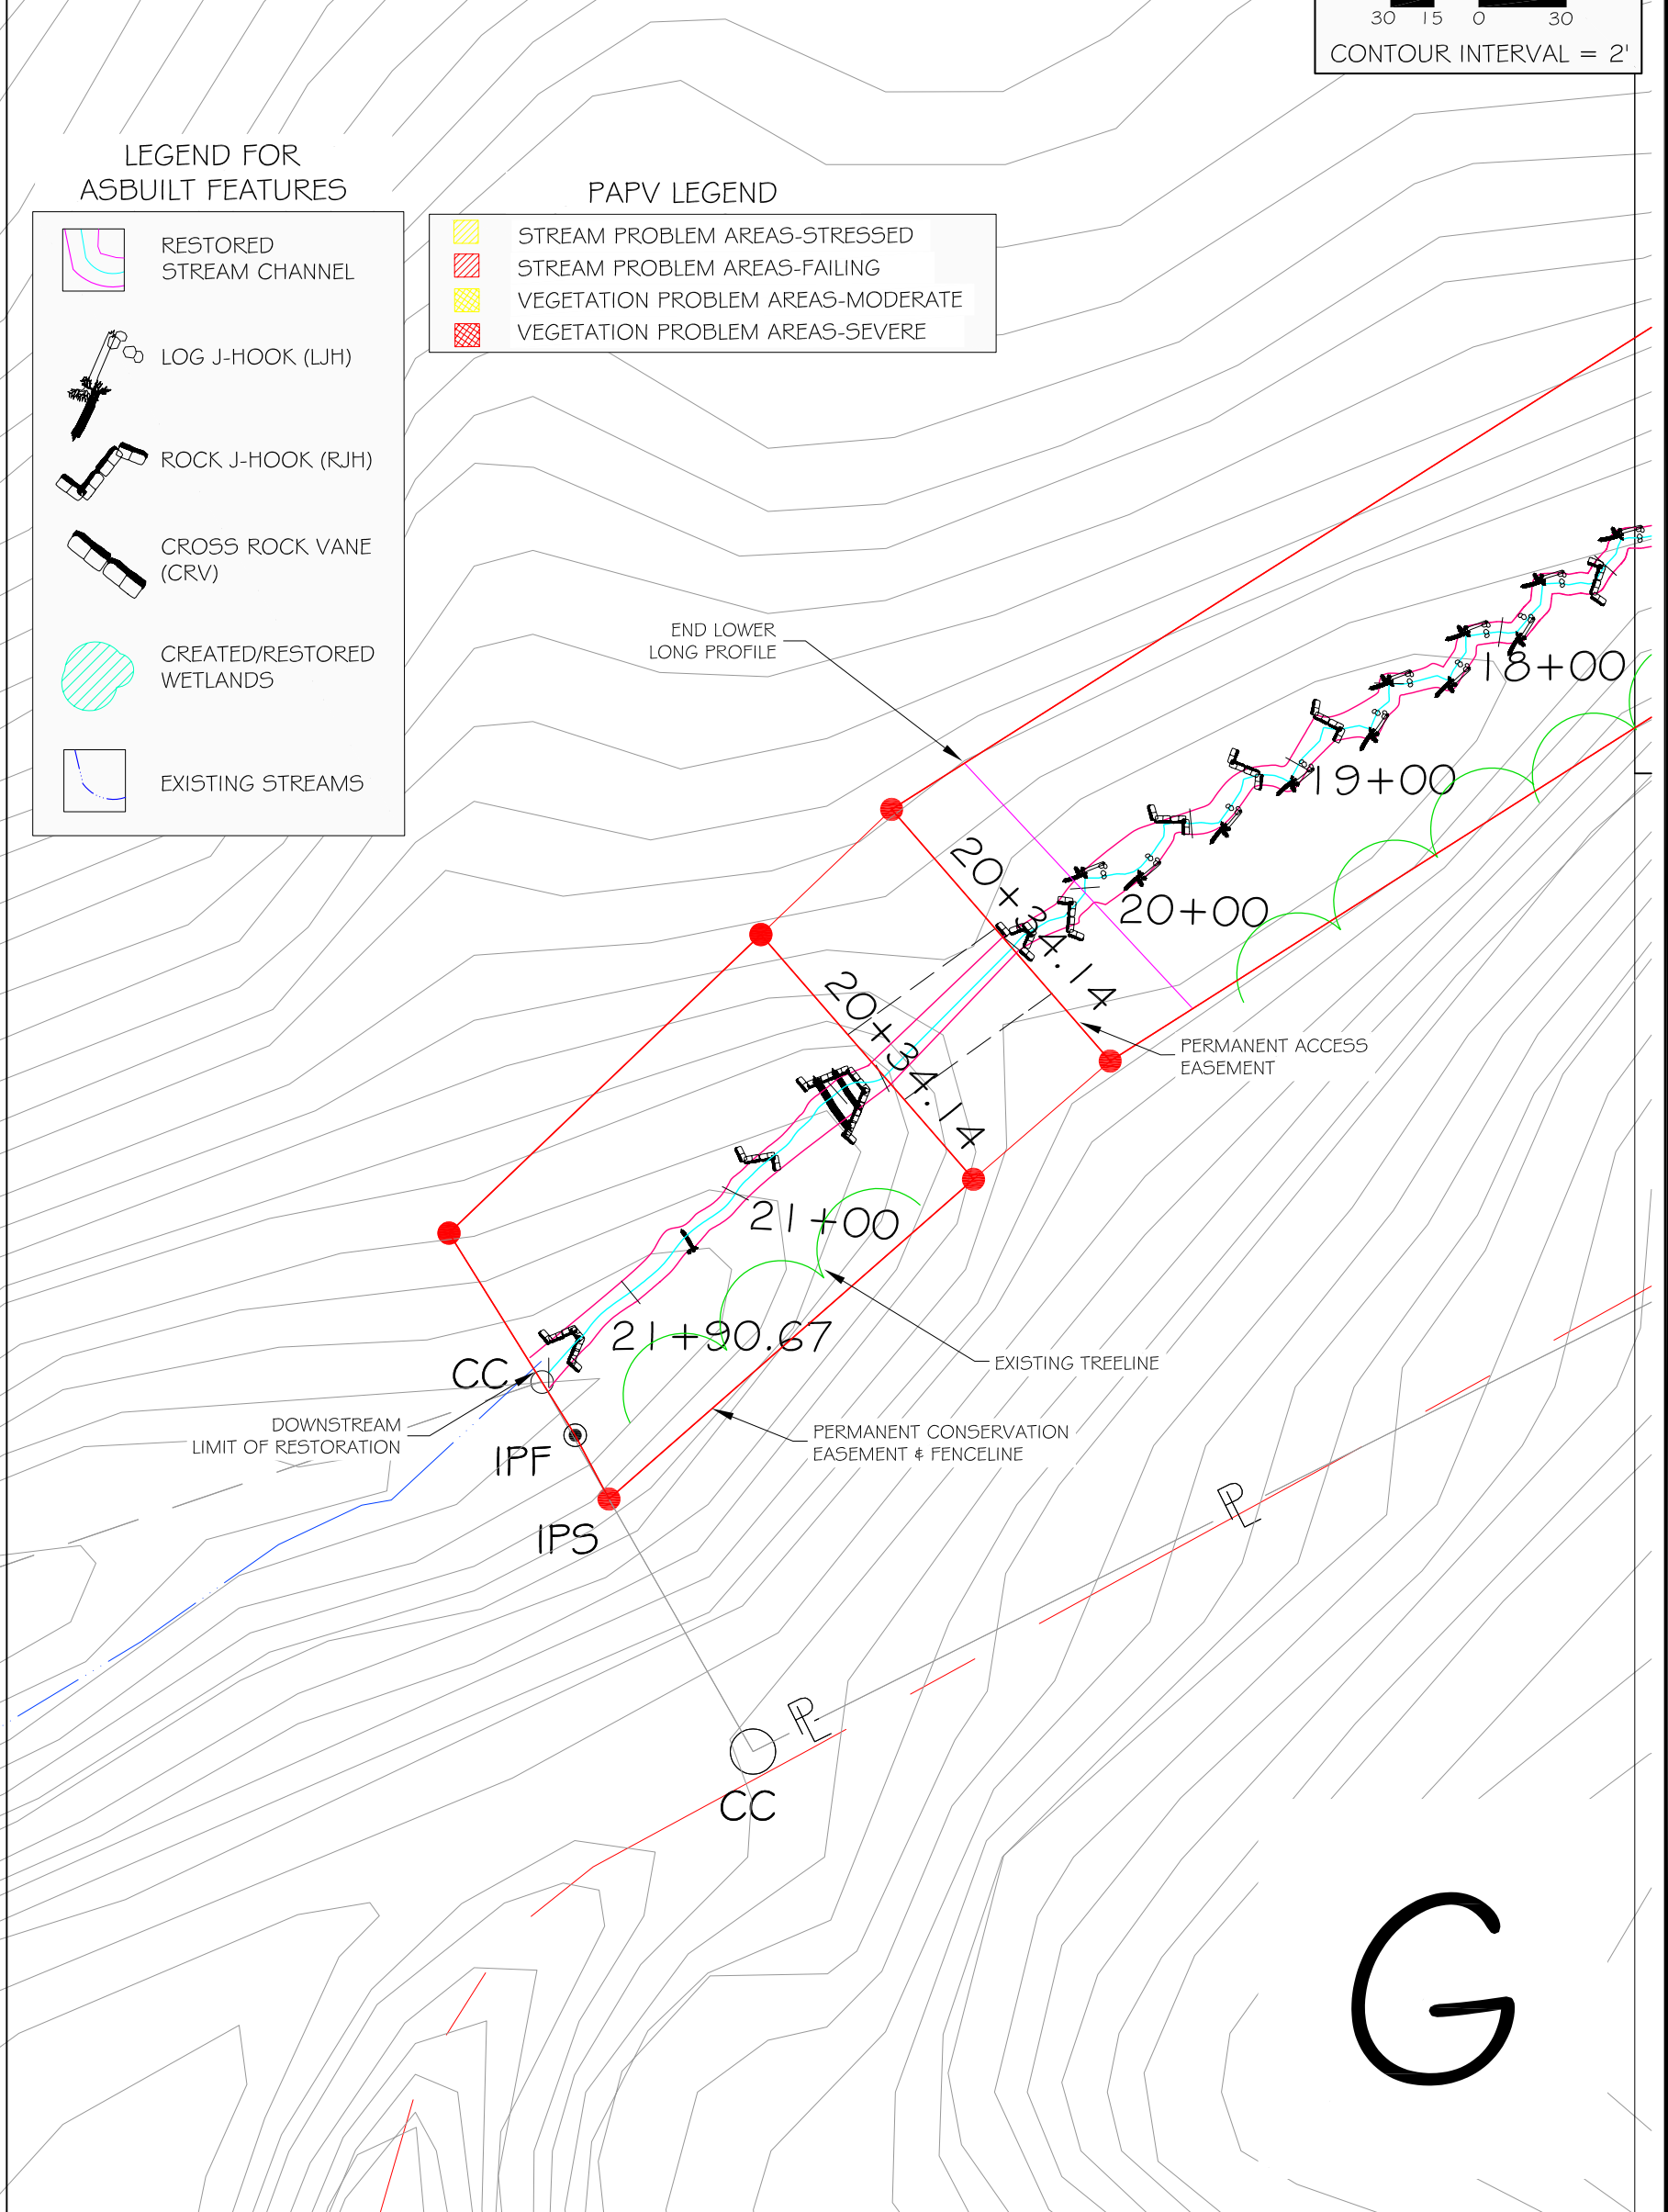 30 15 0 30
CONTOUR INTERVAL = 2'
LEGEND FOR
ASBUILT FEATURES
RESTORED
STREAM CHANNEL
LOG J-HOOK (LJH)
ROCK J-HOOK (RJH)
CROSS ROCK VANE
(CRV)
CREATED/RESTORED
WETLANDS
EXISTING STREAMS
PAPV LEGEND
STREAM PROBLEM AREAS-STRESSED
STREAM PROBLEM AREAS-FAILING
VEGETATION PROBLEM AREAS-MODERATE
VEGETATION PROBLEM AREAS-SEVERE
END LOWER
LONG PROFILE
18+00
19+00
20+00
20+34.14
20+34.14
PERMANENT ACCESS
EASEMENT
21+00
21+90.67
EXISTING TREELINE
CC
DOWNSTREAM
LIMIT OF RESTORATION
PERMANENT CONSERVATION
EASEMENT & FENCELINE
IPF
IPS
PL
PL
CC
G